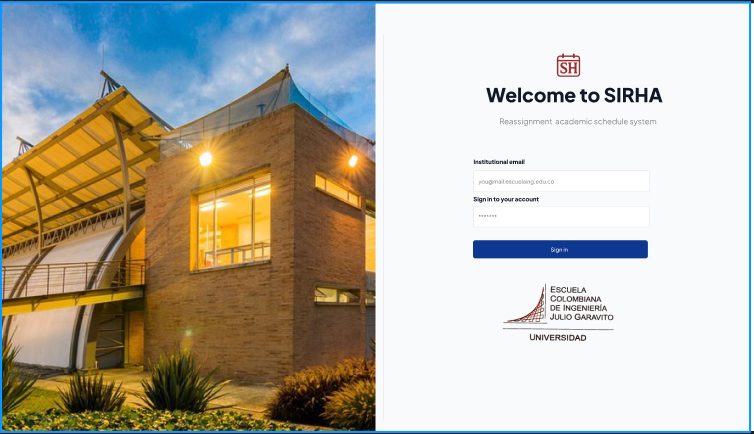 SH
Welcome to SIRHA
Reassignment academic schedule system
Institutional email
you@mail.escuelaing.edu.co
Sign in to your account
*******
Sign in
ESCUELA
COLOMBIANA
DE INGENIERÍA
JULIO GARAVITO
UNIVERSIDAD